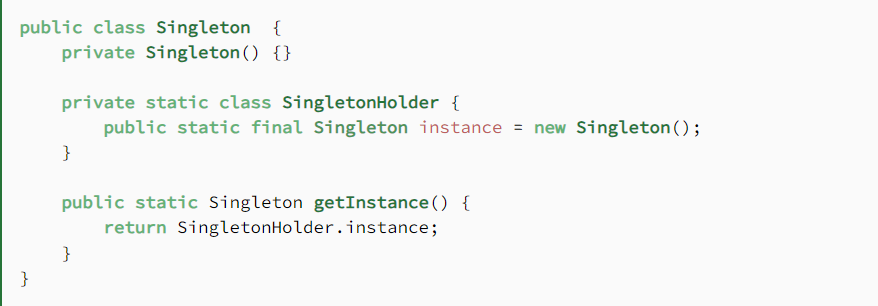 public class Singleton  {
    private Singleton() {}

    private static class SingletonHolder {
        public static final Singleton instance = new Singleton();
    }

    public static Singleton getInstance() {
        return SingletonHolder.instance;
    }
}